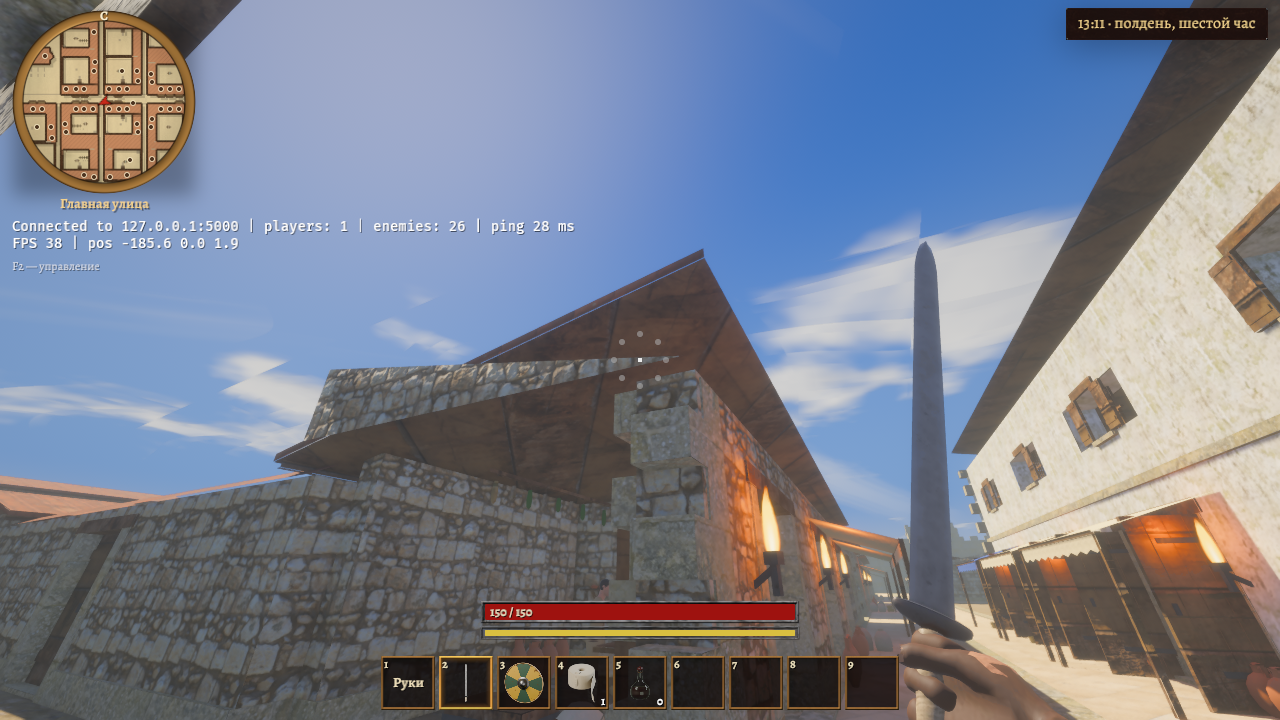 С
13:11 · полдень, шестой час
Главная улица
Connected to 127.0.0.1:5000 | players: 1 | enemies: 26 | ping 28 ms
FPS 38 | pos -185.6 0.0 1.9
F2 — управление
150 / 150
1 2 3 4 5 6 7 8 9
Руки
1 0